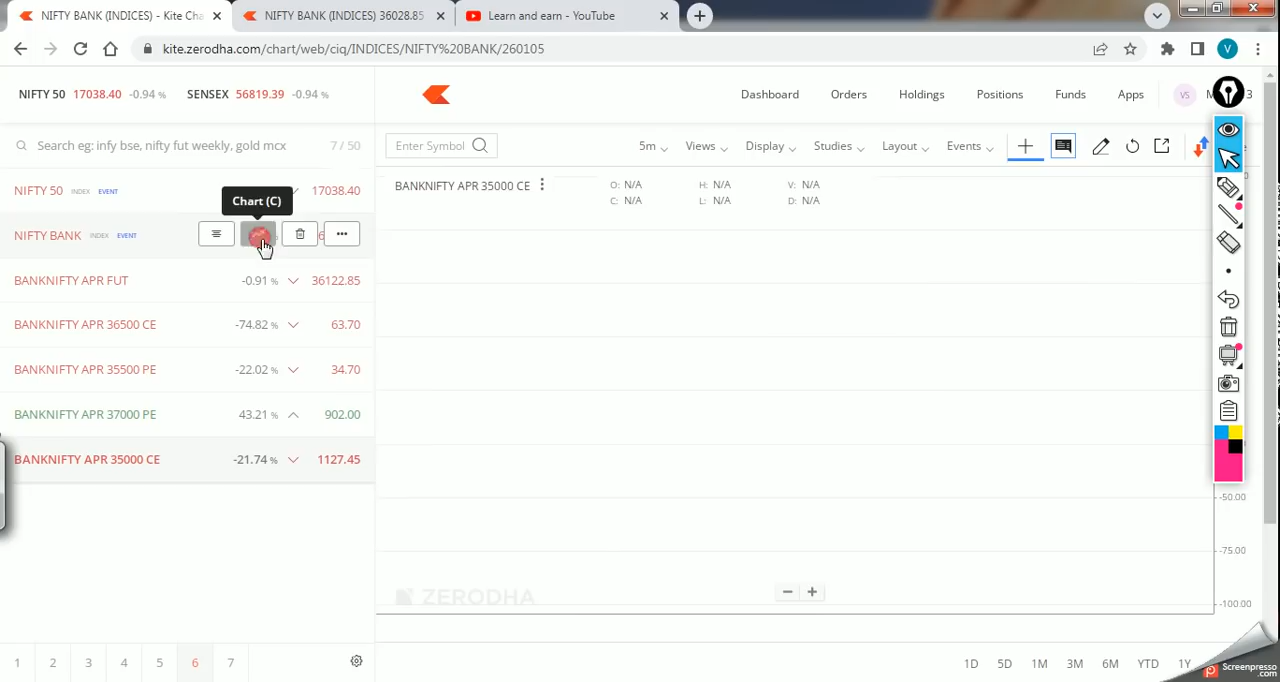 NIFTY BANK (INDICES) - Kite Cha
NIFTY BANK (INDICES) 36028.85
Learn and earn - YouTube
kite.zerodha.com/chart/web/ciq/INDICES/NIFTY%20BANK/260105
V
NIFTY 50 17038.40 -0.94 % SENSEX 56819.39 -0.94 %
Dashboard Orders Holdings Positions Funds Apps VS
Search eg: infy bse, nifty fut weekly, gold mcx 7 / 50
Enter Symbol 5m Views Display Studies Layout Events
NIFTY 50 INDEX EVENT 17038.40
Chart (C)
NIFTY BANK INDEX EVENT
BANKNIFTY APR FUT -0.91 % 36122.85
BANKNIFTY APR 36500 CE -74.82 % 63.70
BANKNIFTY APR 35500 PE -22.02 % 34.70
BANKNIFTY APR 37000 PE 43.21 % 902.00
BANKNIFTY APR 35000 CE -21.74 % 1127.45
1 2 3 4 5 6 7
BANKNIFTY APR 35000 CE
O: N/A H: N/A V: N/A
C: N/A L: N/A D: N/A
-50.00
-75.00
-100.00
ZERODHA
1D 5D 1M 3M 6M YTD 1Y
Screenpresso
.com